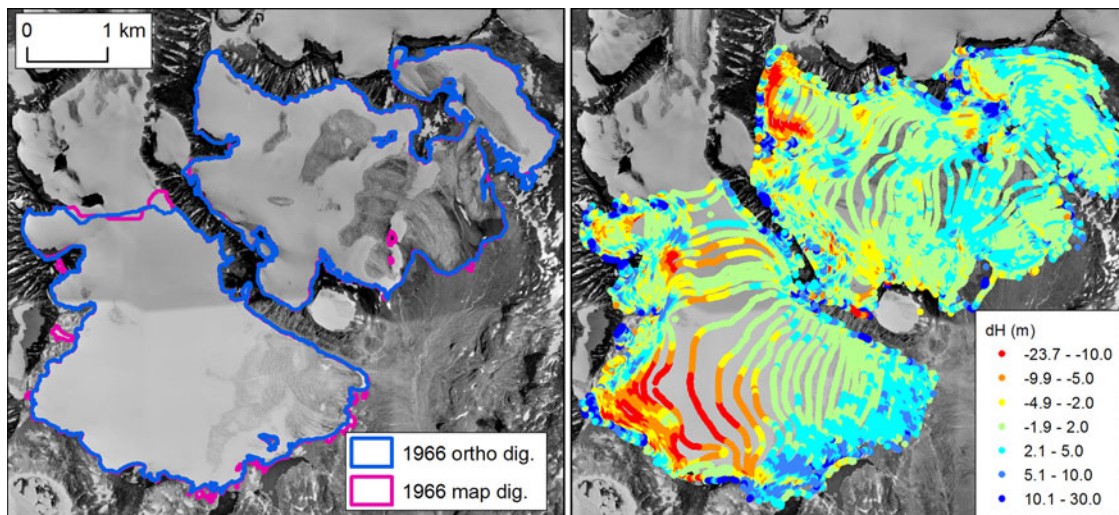 0 1 km
1966 ortho dig.
1966 map dig.
dH (m)
-23.7 - -10.0
-9.9 - -5.0
-4.9 - -2.0
-1.9 - 2.0
2.1 - 5.0
5.1 - 10.0
10.1 - 30.0